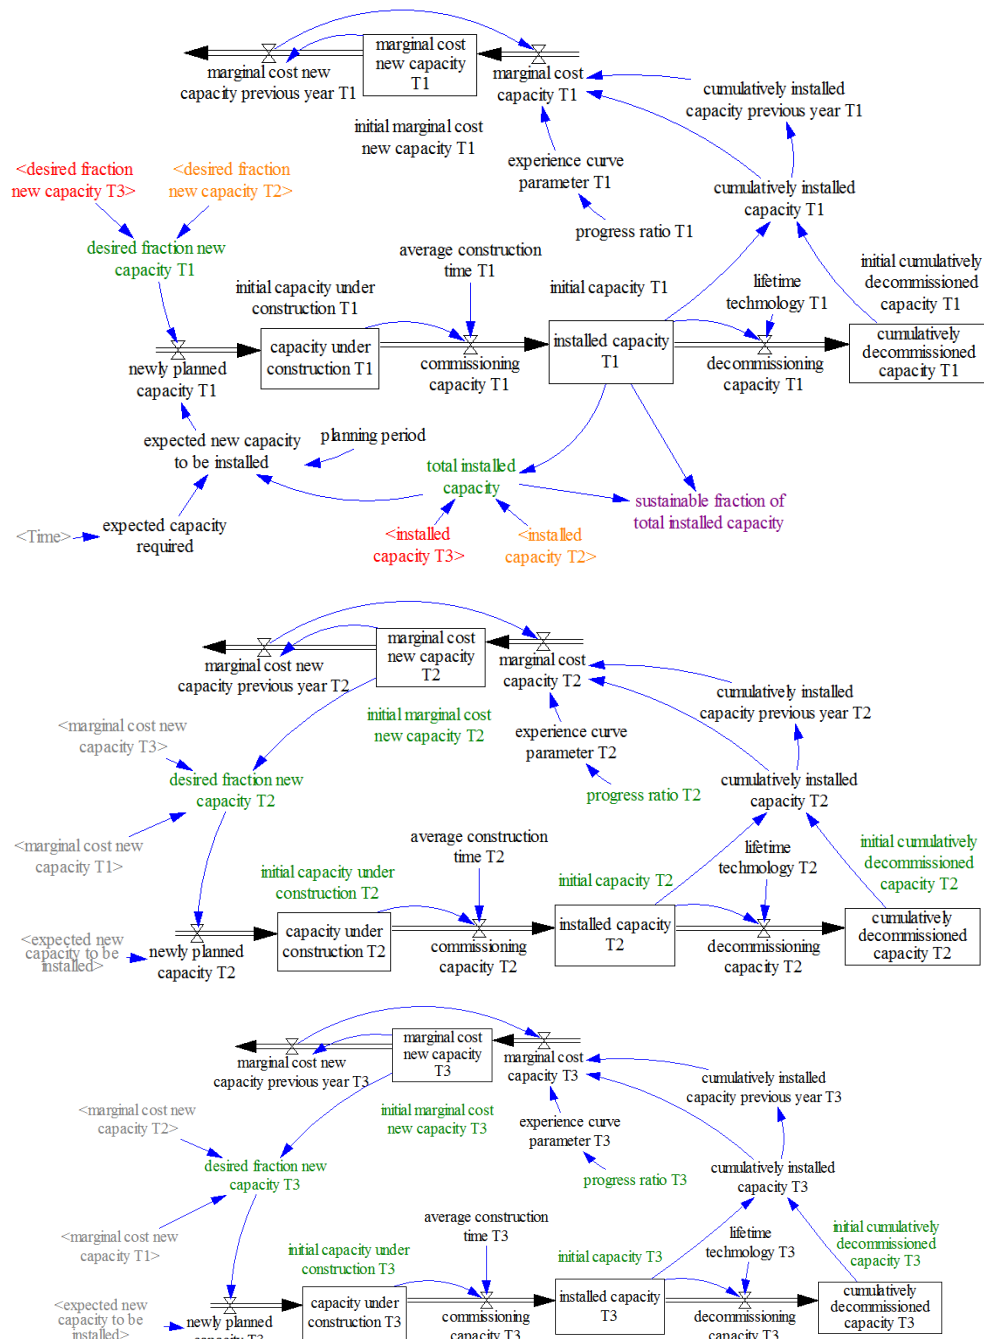 marginal cost
new capacity
T1
marginal cost new
capacity previous year T1
marginal cost
capacity T1
cumulatively installed
capacity previous year T1
initial marginal cost
new capacity T1
experience curve
parameter T1
<desired fraction
new capacity T3>
<desired fraction
new capacity T2>
cumulatively installed
capacity T1
progress ratio T1
desired fraction new
capacity T1
average construction
time T1
initial cumulatively
decommissioned
capacity T1
initial capacity under
construction T1
initial capacity T1
lifetime
technology T1
capacity under
construction T1
installed capacity
T1
cumulatively
decommissioned
capacity T1
newly planned
capacity T1
commissioning
capacity T1
decommissioning
capacity T1
expected new capacity
to be installed
planning period
total installed
capacity
sustainable fraction of
total installed capacity
<Time>
expected capacity
required
<installed
capacity T3>
<installed
capacity T2>
marginal cost
new capacity
T2
marginal cost new
capacity previous year T2
marginal cost
capacity T2
cumulatively installed
capacity previous year T2
<marginal cost new
capacity T3>
initial marginal cost
new capacity T2
experience curve
parameter T2
desired fraction new
capacity T2
cumulatively installed
capacity T2
progress ratio T2
<marginal cost new
capacity T1>
average construction
time T2
lifetime
technology T2
initial cumulatively
decommissioned
capacity T2
initial capacity under
construction T2
initial capacity T2
capacity under
construction T2
installed capacity
T2
cumulatively
decommissioned
capacity T2
<expected new
capacity to be
installed>
newly planned
capacity T2
commissioning
capacity T2
decommissioning
capacity T2
marginal cost
new capacity
T3
marginal cost new
capacity previous year T3
marginal cost
capacity T3
cumulatively installed
capacity previous year T3
<marginal cost new
capacity T2>
initial marginal cost
new capacity T3
experience curve
parameter T3
desired fraction new
capacity T3
cumulatively installed
capacity T3
progress ratio T3
<marginal cost new
capacity T1>
average construction
time T3
lifetime
technology T3
initial cumulatively
decommissioned
capacity T3
initial capacity under
construction T3
initial capacity T3
capacity under
construction T3
installed capacity
T3
cumulatively
decommissioned
capacity T3
<expected new
capacity to be
installed>
newly planned
capacity T3
commissioning
capacity T3
decommissioning
capacity T3